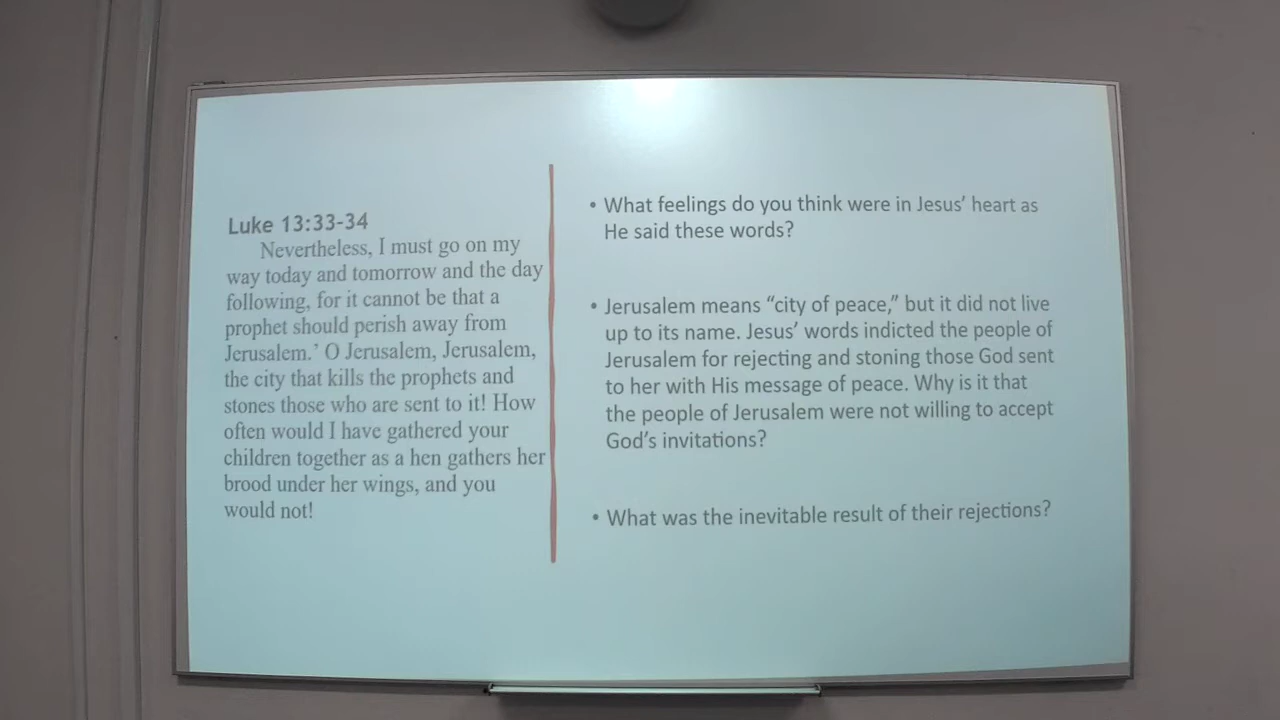 Luke 13:33-34
Nevertheless, I must go on my
way today and tomorrow and the day
following, for it cannot be that a
prophet should perish away from
Jerusalem.’ O Jerusalem, Jerusalem,
the city that kills the prophets and
stones those who are sent to it! How
often would I have gathered your
children together as a hen gathers her
brood under her wings, and you
would not!
• What feelings do you think were in Jesus’ heart as
He said these words?
• Jerusalem means “city of peace,” but it did not live
up to its name. Jesus’ words indicted the people of
Jerusalem for rejecting and stoning those God sent
to her with His message of peace. Why is it that
the people of Jerusalem were not willing to accept
God’s invitations?
• What was the inevitable result of their rejections?